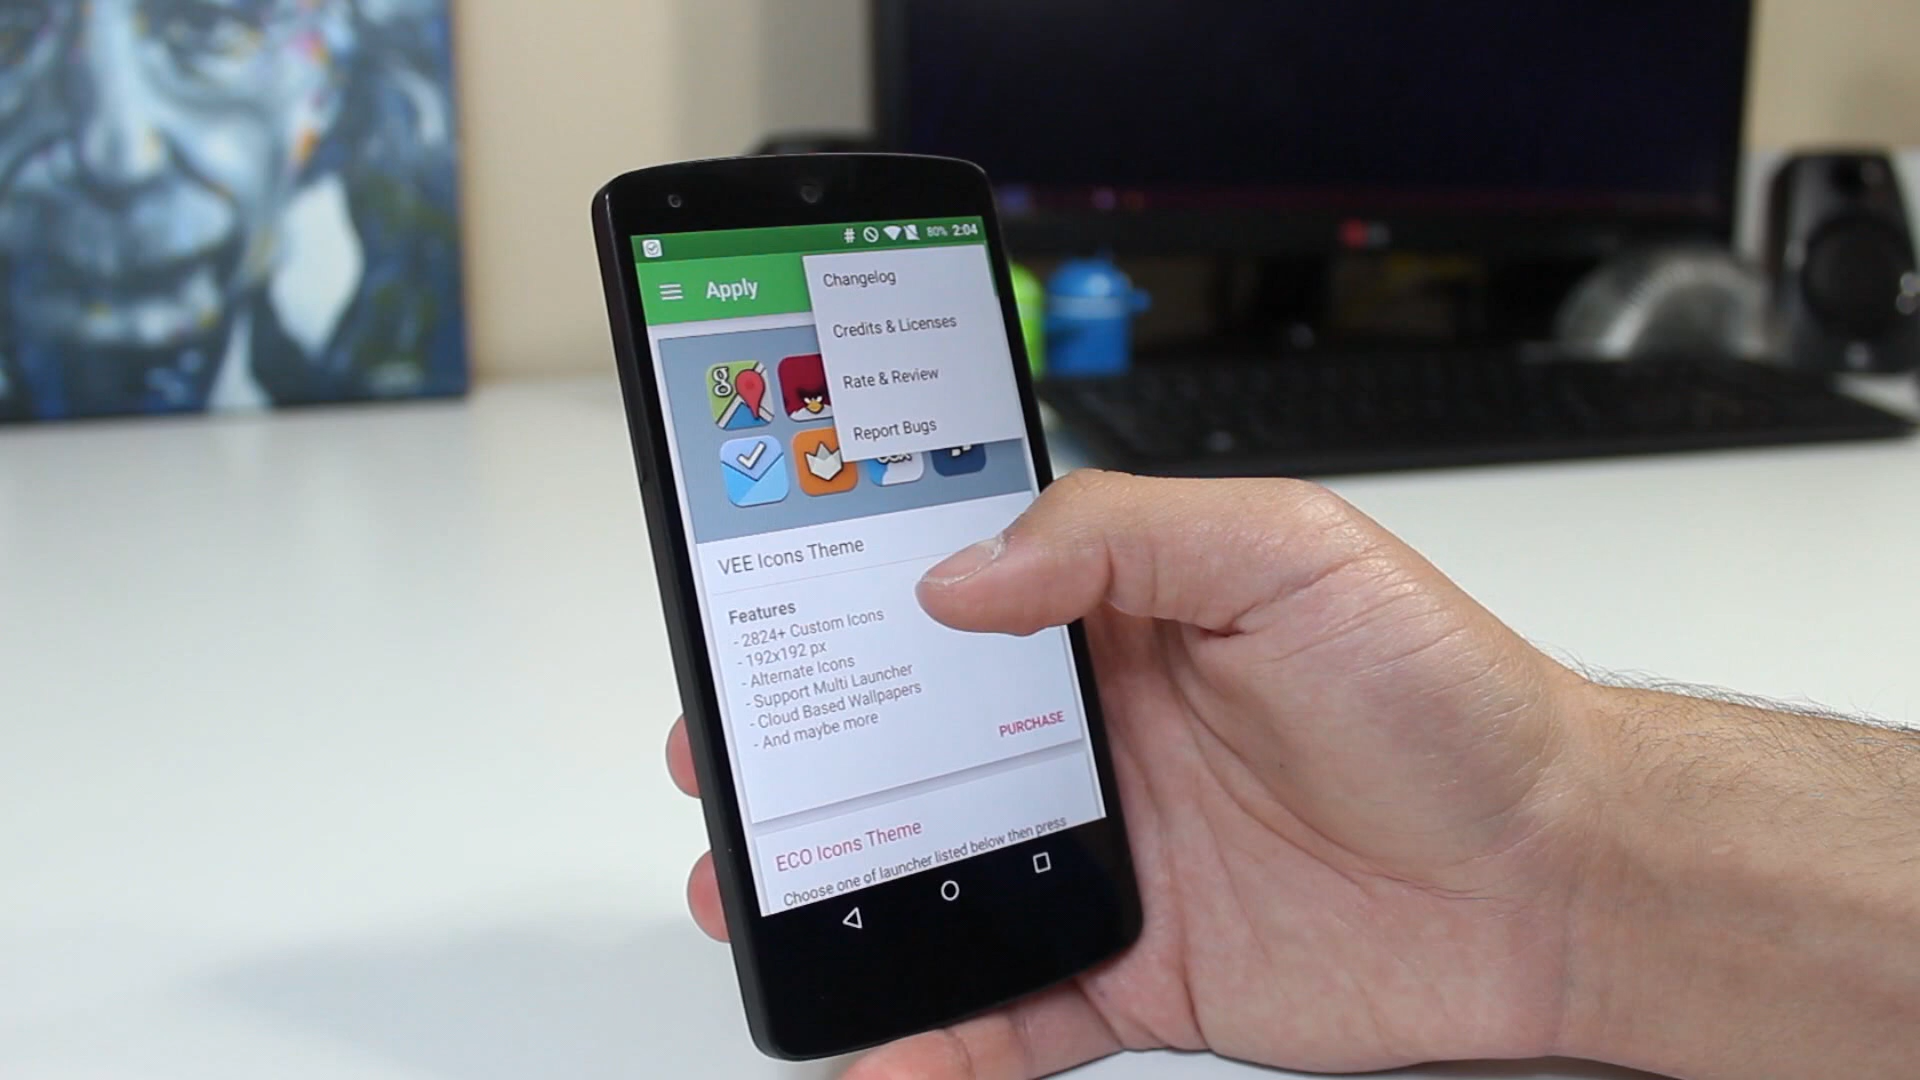 # 80% 2:04
Apply
Changelog
Credits & Licenses
Rate & Review
Report Bugs
g
VEE Icons Theme
Features
- 2824+ Custom Icons
- 192x192 px
- Alternate Icons
- Support Multi Launcher
- Cloud Based Wallpapers
- And maybe more
PURCHASE
ECO Icons Theme
Choose one of launcher listed below then press